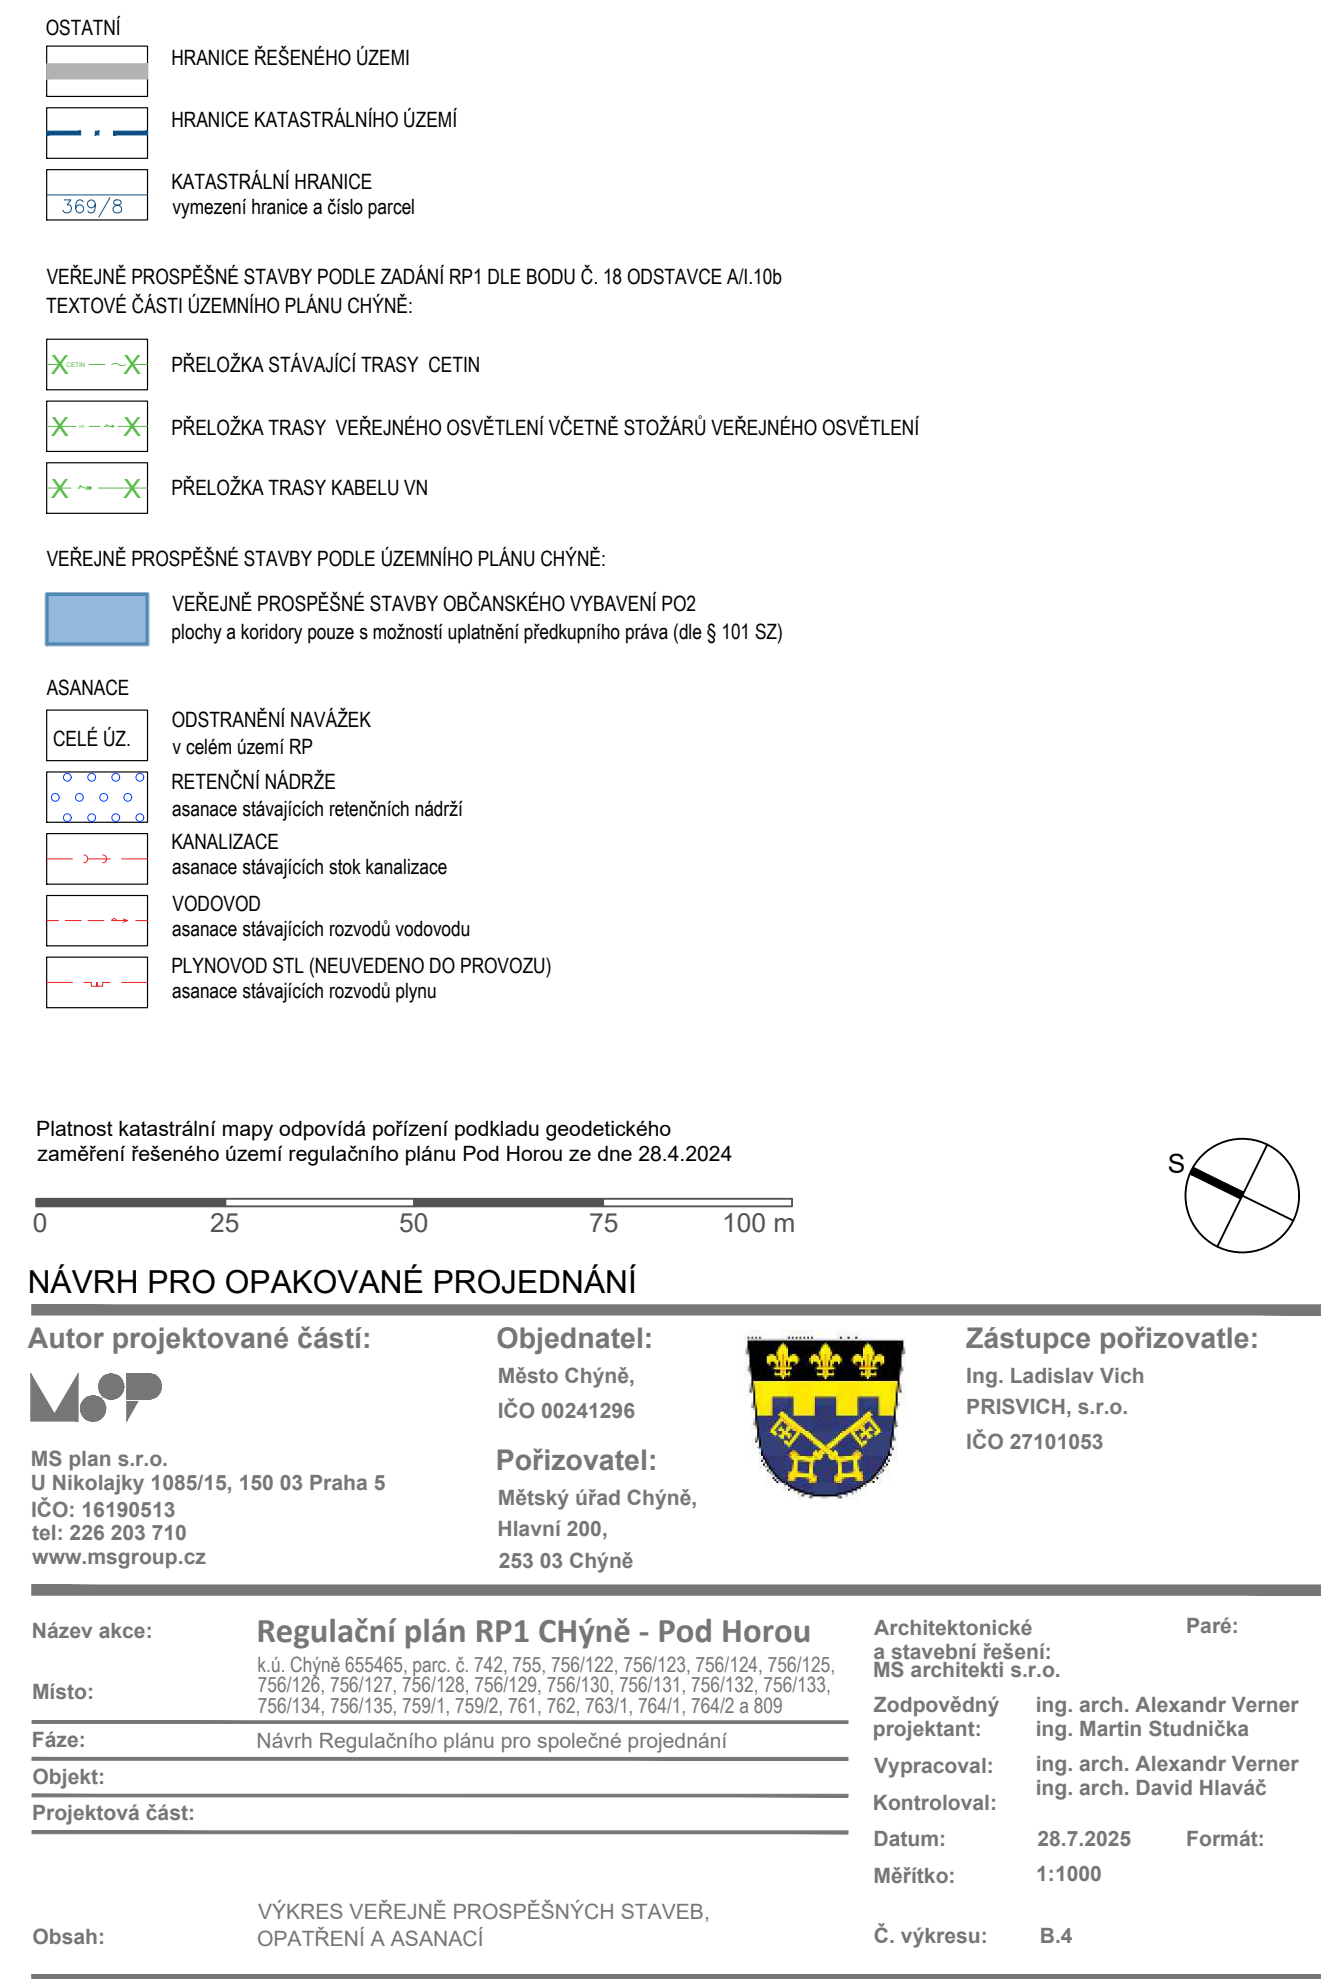 OSTATNÍ
HRANICE ŘEŠENÉHO ÚZEMI
HRANICE KATASTRÁLNÍHO ÚZEMÍ
KATASTRÁLNÍ HRANICE
369/8
vymezení hranice a číslo parcel
VEŘEJNĚ PROSPĚŠNÉ STAVBY PODLE ZADÁNÍ RP1 DLE BODU Č. 18 ODSTAVCE A/I.10b
TEXTOVÉ ČÁSTI ÚZEMNÍHO PLÁNU CHÝNĚ:
X CETIN X
PŘELOŽKA STÁVAJÍCÍ TRASY CETIN
X X
PŘELOŽKA TRASY VEŘEJNÉHO OSVĚTLENÍ VČETNĚ STOŽÁRŮ VEŘEJNÉHO OSVĚTLENÍ
X X
PŘELOŽKA TRASY KABELU VN
VEŘEJNĚ PROSPĚŠNÉ STAVBY PODLE ÚZEMNÍHO PLÁNU CHÝNĚ:
VEŘEJNĚ PROSPĚŠNÉ STAVBY OBČANSKÉHO VYBAVENÍ PO2
plochy a koridory pouze s možností uplatnění předkupního práva (dle § 101 SZ)
ASANACE
CELÉ ÚZ.
ODSTRANĚNÍ NAVÁŽEK
v celém území RP
RETENČNÍ NÁDRŽE
asanace stávajících retenčních nádrží
KANALIZACE
asanace stávajících stok kanalizace
VODOVOD
asanace stávajících rozvodů vodovodu
PLYNOVOD STL (NEUVEDENO DO PROVOZU)
asanace stávajících rozvodů plynu
Platnost katastrální mapy odpovídá pořízení podkladu geodetického
zaměření řešeného území regulačního plánu Pod Horou ze dne 28.4.2024
S
0 25 50 75 100 m
NÁVRH PRO OPAKOVANÉ PROJEDNÁNÍ
Autor projektované částí:
MS plan s.r.o.
U Nikolajky 1085/15, 150 03 Praha 5
IČO: 16190513
tel: 226 203 710
www.msgroup.cz
Objednatel:
Město Chýně,
IČO 00241296
Pořizovatel:
Mětský úřad Chýně,
Hlavní 200,
253 03 Chýně
Zástupce pořizovatle:
Ing. Ladislav Vich
PRISVICH, s.r.o.
IČO 27101053
Název akce:
Regulační plán RP1 CHýně - Pod Horou
Místo:
k.ú. Chýně 655465, parc. č. 742, 755, 756/122, 756/123, 756/124, 756/125,
756/126, 756/127, 756/128, 756/129, 756/130, 756/131, 756/132, 756/133,
756/134, 756/135, 759/1, 759/2, 761, 762, 763/1, 764/1, 764/2 a 809
Fáze:
Návrh Regulačního plánu pro společné projednání
Objekt:
Projektová část:
Obsah:
VÝKRES VEŘEJNĚ PROSPĚŠNÝCH STAVEB,
OPATŘENÍ A ASANACÍ
Architektonické
a stavební řešení:
MS architekti s.r.o.
Paré:
Zodpovědný
projektant:
ing. arch. Alexandr Verner
ing. Martin Studnička
Vypracoval:
ing. arch. Alexandr Verner
ing. arch. David Hlaváč
Kontroloval:
Datum: 28.7.2025 Formát:
Měřítko: 1:1000
Č. výkresu: B.4